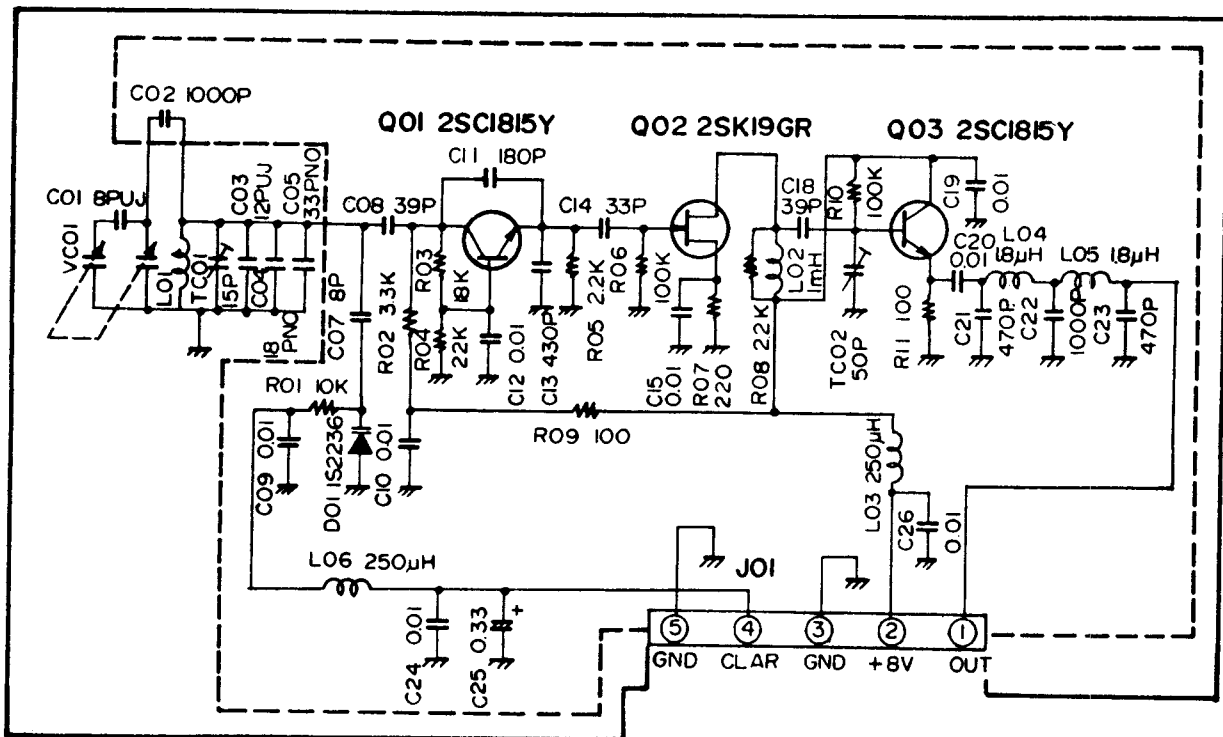 C02 1000P
Q01 2SC1815Y
Q02 2SK19GR
Q03 2SC1815Y
C11 180P
C01 8PUJ
C03
12PUJ
C05
33PNO
C08 39P
C14 33P
C18
39P
R10
100K
C19
0.01
VC01
L01
TC01
15P
C04
18
PNO
C07 8P
R02 3.3K
R03
18K
R04
22K
C12 0.01
C13 430P
R05
2.2K
R06
100K
C15
0.01
R07
220
R08 22K
L02
1mH
TC02
50P
R11 100
C20
0.01
L04
1.8μH
L05 1.8μH
C21
470P
C22
1000P
C23
470P
R01 10K
C09 0.01
D01 1S2236
C10 0.01
R09 100
L03 250μH
C26
0.01
L06 250μH
C24
0.01
C25
0.33
+
J01
5 4 3 2 1
GND CLAR GND +8V OUT